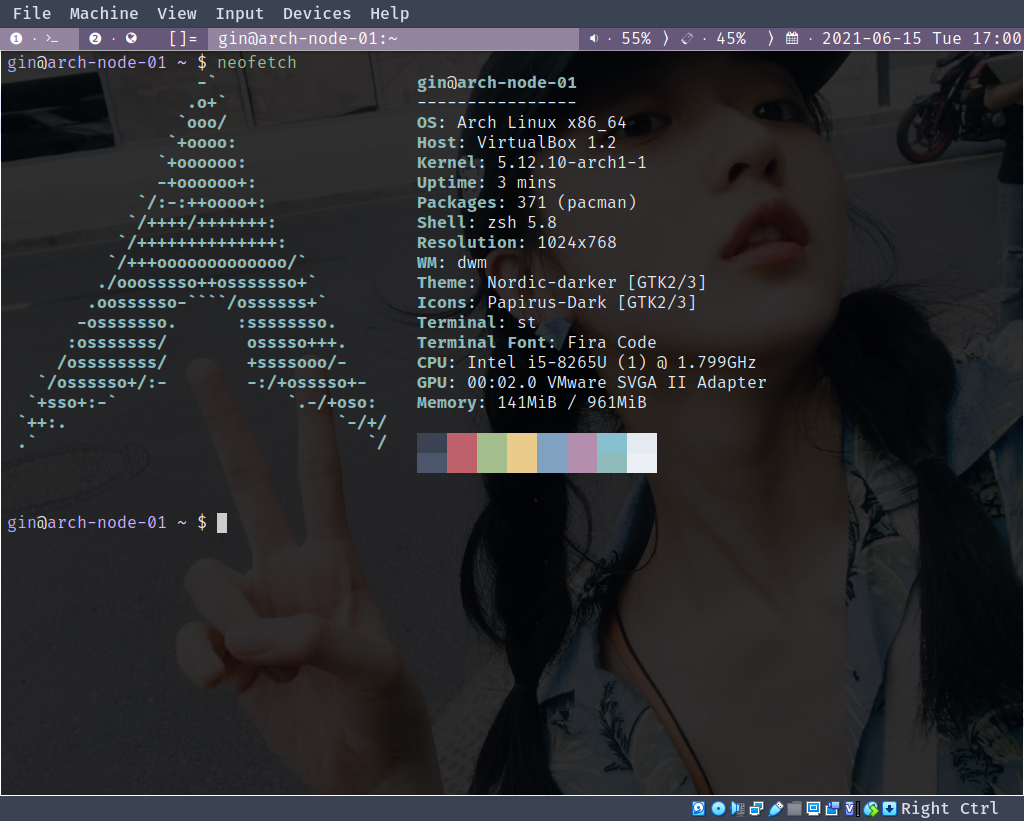 File Machine View Input Devices Help
1 · >_ 2 · []= gin@arch-node-01:~ · 55% ⟩ · 45% ⟩ · 2021-06-15 Tue 17:00
gin@arch-node-01 ~ $ neofetch
-`
.o+`
`ooo/
`+oooo:
`+oooooo:
-+oooooo+:
`/:-:++oooo+:
`/++++/+++++++:
`/++++++++++++++:
`/+++ooooooooooooo/`
./ooosssso++osssssso+`
.oossssso-````/ossssss+`
-osssssso. :ssssssso.
:osssssss/ osssso+++.
/ossssssss/ +ssssooo/-
`/ossssso+/:- -:/+osssso+-
`+sso+:-` `.-/+oso:
`++:. `-/+/
.` `/
gin@arch-node-01
----------------
OS: Arch Linux x86_64
Host: VirtualBox 1.2
Kernel: 5.12.10-arch1-1
Uptime: 3 mins
Packages: 371 (pacman)
Shell: zsh 5.8
Resolution: 1024x768
WM: dwm
Theme: Nordic-darker [GTK2/3]
Icons: Papirus-Dark [GTK2/3]
Terminal: st
Terminal Font: Fira Code
CPU: Intel i5-8265U (1) @ 1.799GHz
GPU: 00:02.0 VMware SVGA II Adapter
Memory: 141MiB / 961MiB
gin@arch-node-01 ~ $
Right Ctrl